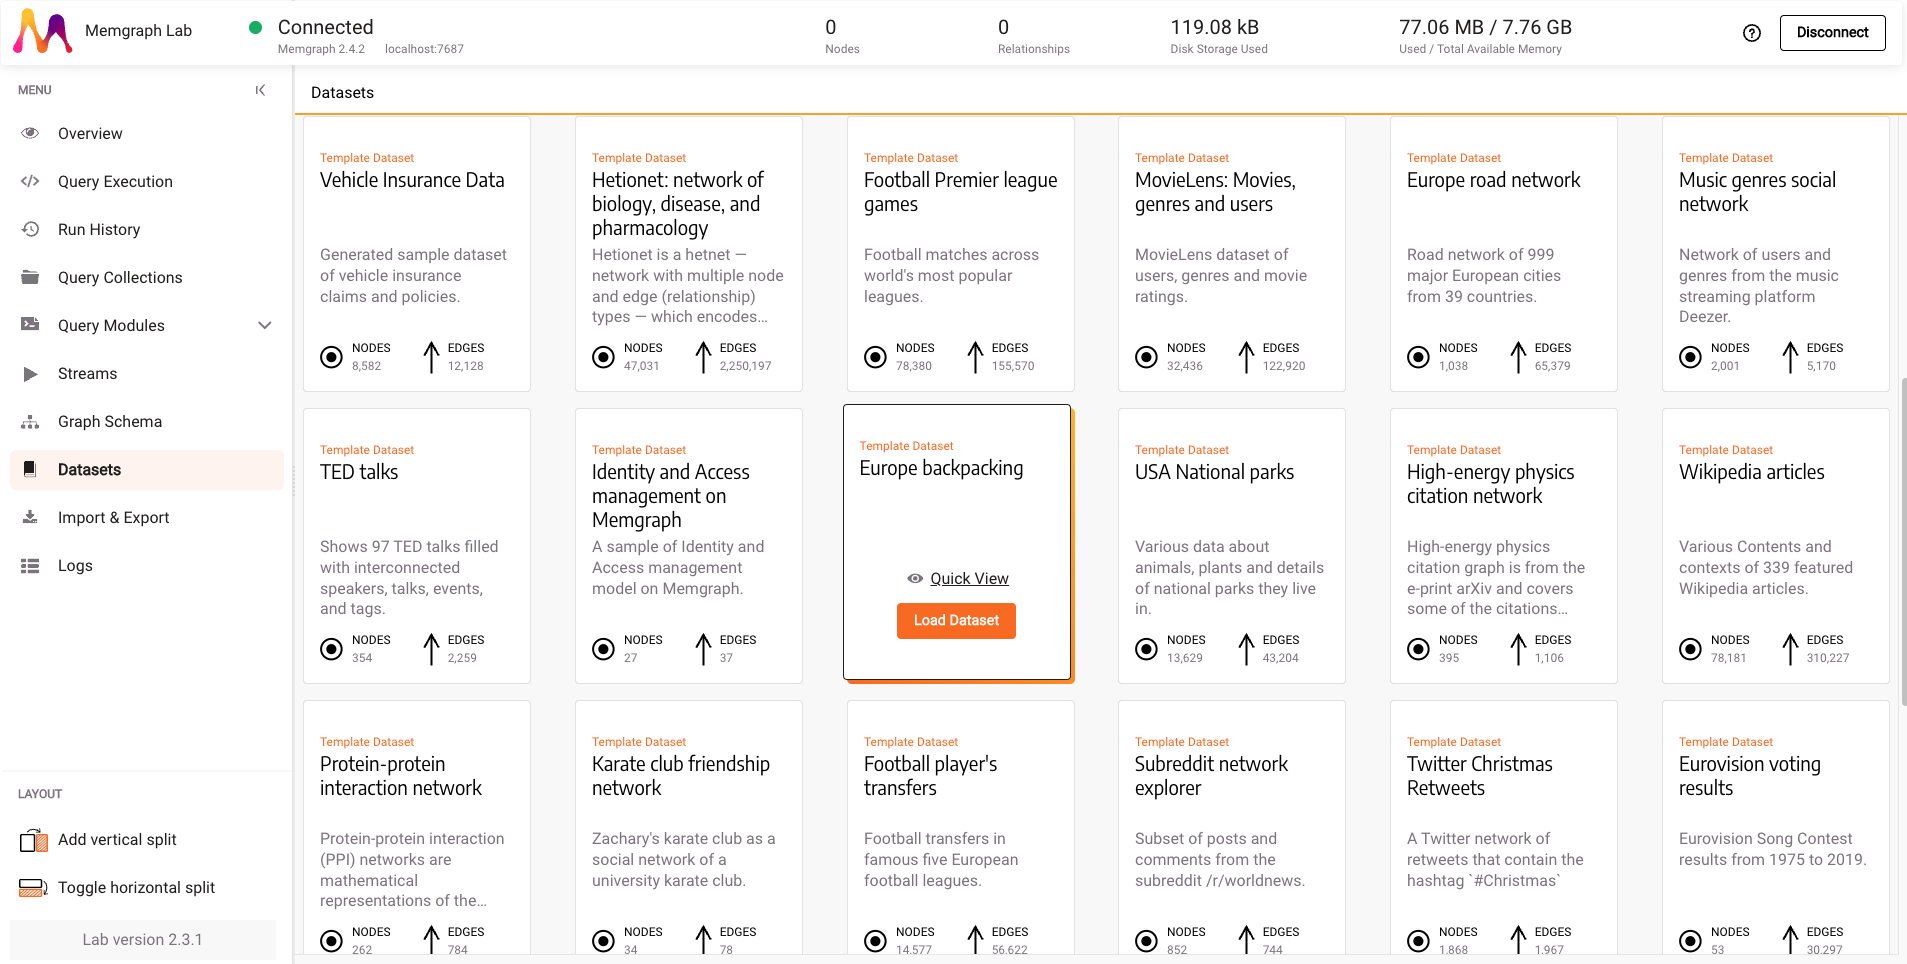 Memgraph Lab
Connected
Memgraph 2.4.2 localhost:7687
0
Nodes
0
Relationships
119.08 kB
Disk Storage Used
77.06 MB / 7.76 GB
Used / Total Available Memory
Disconnect
MENU
Overview
Query Execution
Run History
Query Collections
Query Modules
Streams
Graph Schema
Datasets
Import & Export
Logs
LAYOUT
Add vertical split
Toggle horizontal split
Lab version 2.3.1
Datasets
Template Dataset
Vehicle Insurance Data
Generated sample dataset
of vehicle insurance
claims and policies.
NODES
8,582
EDGES
12,128
Template Dataset
Hetionet: network of
biology, disease, and
pharmacology
Hetionet is a hetnet —
network with multiple node
and edge (relationship)
types — which encodes...
NODES
47,031
EDGES
2,250,197
Template Dataset
Football Premier league
games
Football matches across
world's most popular
leagues.
NODES
78,380
EDGES
155,570
Template Dataset
MovieLens: Movies,
genres and users
MovieLens dataset of
users, genres and movie
ratings.
NODES
32,436
EDGES
122,920
Template Dataset
Europe road network
Road network of 999
major European cities
from 39 countries.
NODES
1,038
EDGES
65,379
Template Dataset
Music genres social
network
Network of users and
genres from the music
streaming platform
Deezer.
NODES
2,001
EDGES
5,170
Template Dataset
TED talks
Shows 97 TED talks filled
with interconnected
speakers, talks, events,
and tags.
NODES
354
EDGES
2,259
Template Dataset
Identity and Access
management on
Memgraph
A sample of Identity and
Access management
model on Memgraph.
NODES
27
EDGES
37
Template Dataset
Europe backpacking
Quick View
Load Dataset
Template Dataset
USA National parks
Various data about
animals, plants and details
of national parks they live
in.
NODES
13,629
EDGES
43,204
Template Dataset
High-energy physics
citation network
High-energy physics
citation graph is from the
e-print arXiv and covers
some of the citations...
NODES
395
EDGES
1,106
Template Dataset
Wikipedia articles
Various Contents and
contexts of 339 featured
Wikipedia articles.
NODES
78,181
EDGES
310,227
Template Dataset
Protein-protein
interaction network
Protein-protein interaction
(PPI) networks are
mathematical
representations of the...
NODES
262
EDGES
784
Template Dataset
Karate club friendship
network
Zachary's karate club as a
social network of a
university karate club.
NODES
34
EDGES
78
Template Dataset
Football player's
transfers
Football transfers in
famous five European
football leagues.
NODES
14,577
EDGES
56,622
Template Dataset
Subreddit network
explorer
Subset of posts and
comments from the
subreddit /r/worldnews.
NODES
852
EDGES
744
Template Dataset
Twitter Christmas
Retweets
A Twitter network of
retweets that contain the
hashtag `#Christmas`
NODES
1,868
EDGES
1,967
Template Dataset
Eurovision voting
results
Eurovision Song Contest
results from 1975 to 2019.
NODES
53
EDGES
30,297